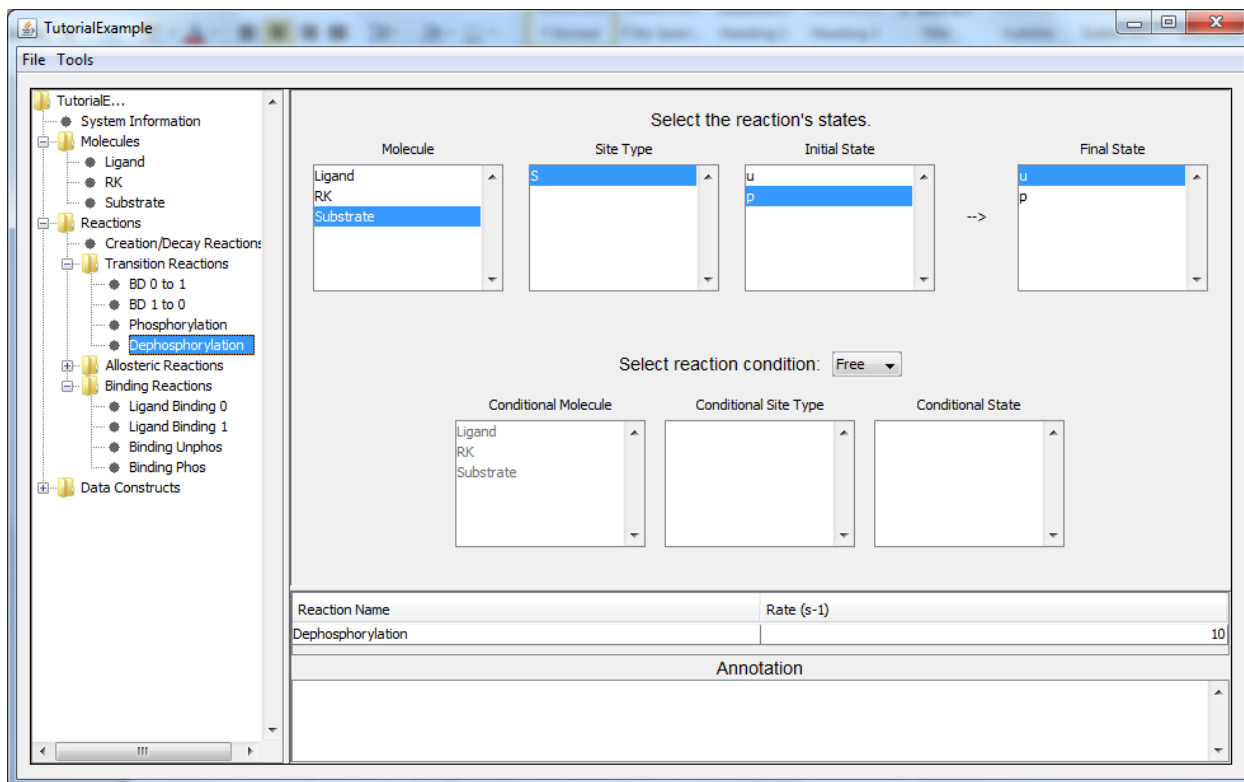 TutorialExample
File Tools
TutorialE...
System Information
Molecules
Ligand
RK
Substrate
Reactions
Creation/Decay Reactions
Transition Reactions
BD 0 to 1
BD 1 to 0
Phosphorylation
Dephosphorylation
Allosteric Reactions
Binding Reactions
Ligand Binding 0
Ligand Binding 1
Binding Unphos
Binding Phos
Data Constructs
Select the reaction's states.
Molecule Site Type Initial State Final State
Ligand S u u
RK p --> p
Substrate
Select reaction condition: Free
Conditional Molecule Conditional Site Type Conditional State
Ligand
RK
Substrate
Reaction Name Rate (s-1)
Dephosphorylation 10
Annotation